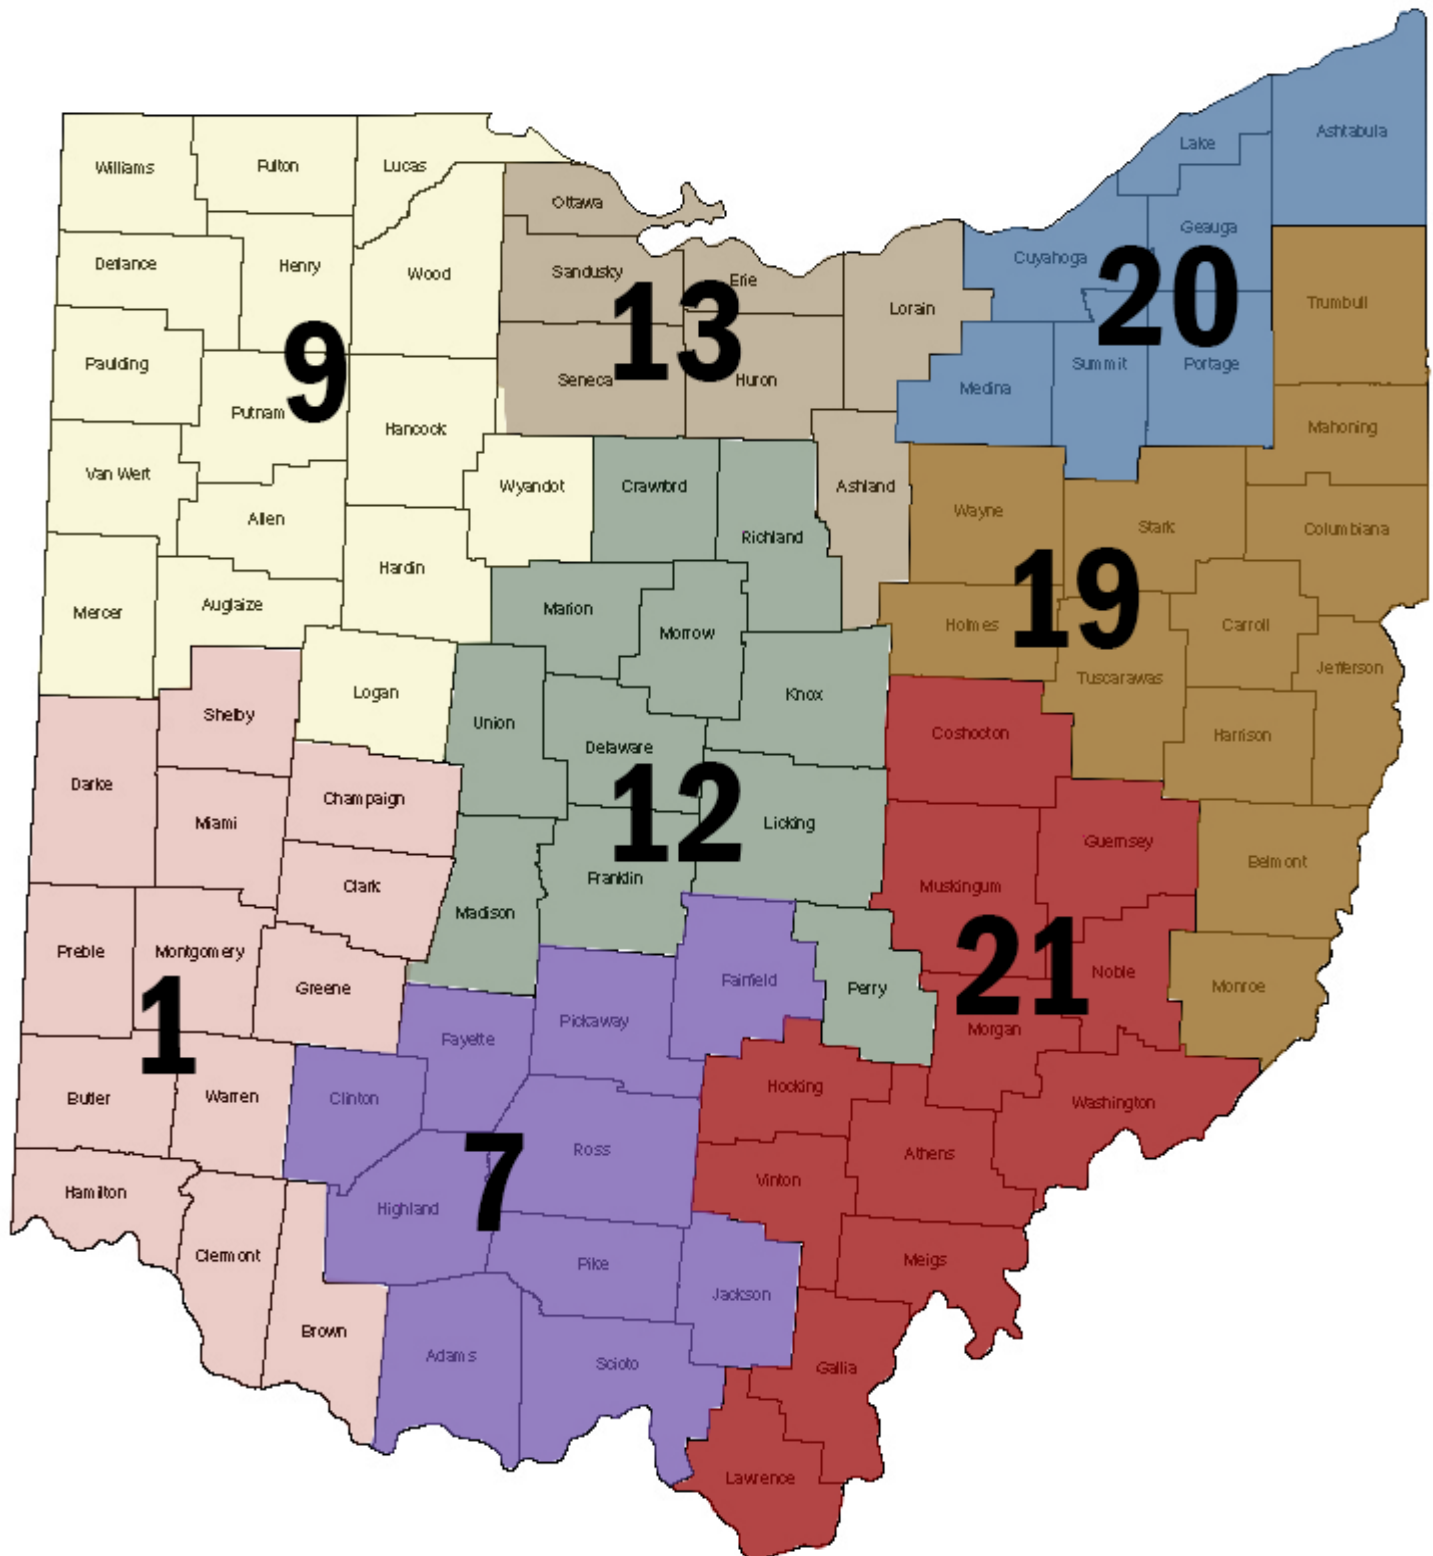 Williams
Fulton
Lucas
Ottawa
Lake
Ashtabula
Defiance
Henry
Wood
Sandusky
Erie
Lorain
Cuyahoga
Geauga
20
Trumbull
Paulding
9
Putnam
Hancock
Seneca
13
Huron
Medina
Summit
Portage
Mahoning
Van Wert
Allen
Wyandot
Crawford
Richland
Ashland
Wayne
Stark
Columbiana
Mercer
Auglaize
Hardin
Marion
Morrow
Holmes
19
Carroll
Jefferson
Tuscarawas
Shelby
Logan
Union
Delaware
Knox
Coshocton
Harrison
Darke
Miami
Champaign
12
Licking
Guernsey
Belmont
Clark
Franklin
Muskingum
Madison
Preble
Montgomery
Greene
Fairfield
Perry
21
Noble
Monroe
1
Fayette
Pickaway
Morgan
Butler
Warren
Clinton
Hocking
Washington
Hamilton
Highland
7
Ross
Vinton
Athens
Clermont
Pike
Jackson
Meigs
Brown
Adams
Scioto
Gallia
Lawrence